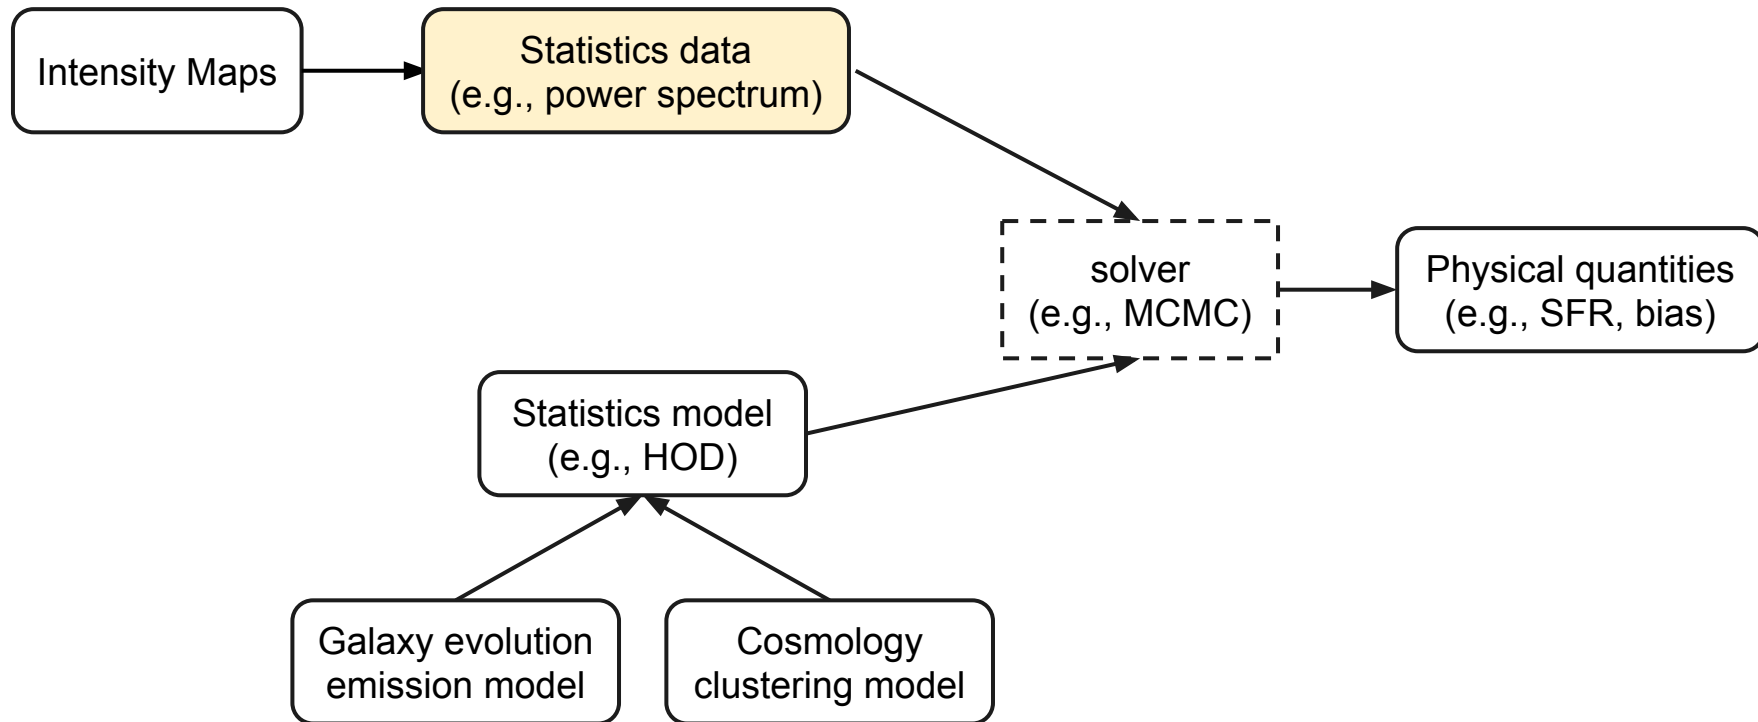 Intensity Maps
Statistics data
(e.g., power spectrum)
solver
(e.g., MCMC)
Physical quantities
(e.g., SFR, bias)
Statistics model
(e.g., HOD)
Galaxy evolution
emission model
Cosmology
clustering model